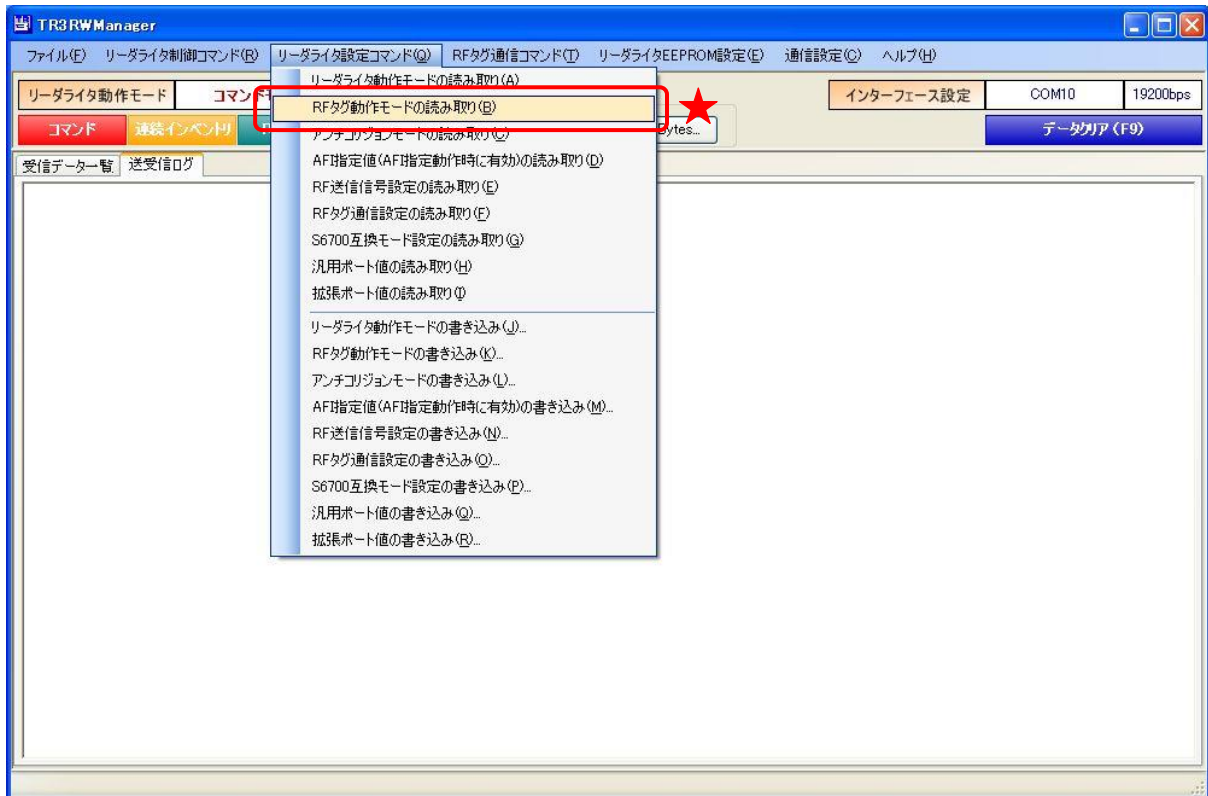 TR3RWManager
ファイル(F) リーダライタ制御コマンド(R) リーダライタ設定コマンド(Q) RFタグ通信コマンド(T) リーダライタEEPROM設定(E) 通信設定(C) ヘルプ(H)
リーダライタ動作モード コマンド
インターフェース設定 COM10 19200bps
コマンド 連続インベントリ
Bytes...
データクリア(F9)
受信データ一覧 送受信ログ
リーダライタ動作モードの読み取り(A)
RFタグ動作モードの読み取り(B)
アンチコリジョンモードの読み取り(C)
AFI指定値(AFI指定動作時に有効)の読み取り(D)
RF送信信号設定の読み取り(E)
RFタグ通信設定の読み取り(F)
S6700互換モード設定の読み取り(G)
汎用ポート値の読み取り(H)
拡張ポート値の読み取り(I)
リーダライタ動作モードの書き込み(J)...
RFタグ動作モードの書き込み(K)...
アンチコリジョンモードの書き込み(L)...
AFI指定値(AFI指定動作時に有効)の書き込み(M)...
RF送信信号設定の書き込み(N)...
RFタグ通信設定の書き込み(O)...
S6700互換モード設定の書き込み(P)...
汎用ポート値の書き込み(Q)...
拡張ポート値の書き込み(R)...